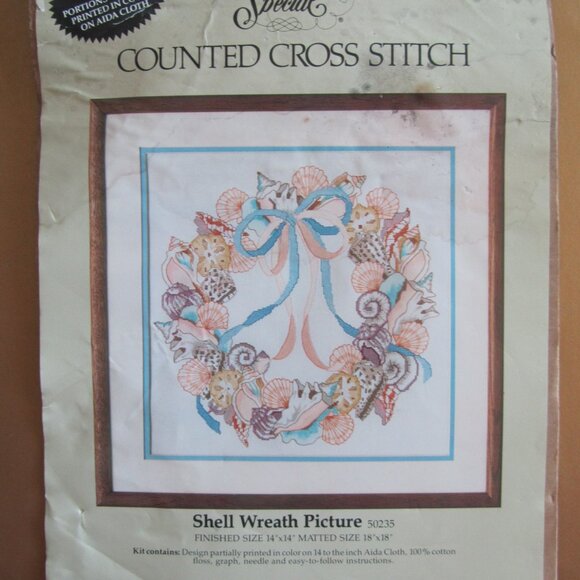 PORTIONS
PRINTED IN C
ON AIDA CLOTH.
Special
COUNTED CROSS STITCH
Shell Wreath Picture 50235
FINISHED SIZE 14"x14" MATTED SIZE 18"x18"
Kit contains: Design partially printed in color on 14 to the inch Aida Cloth, 100% cotton
floss, graph, needle and easy-to-follow instructions.